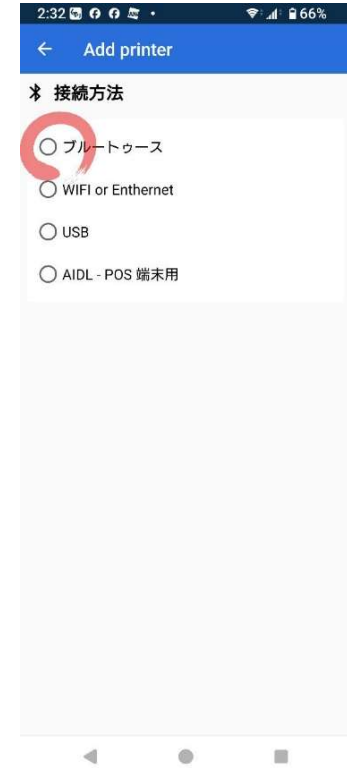 2:32 66%
Add printer
接続方法
ブルートゥース
WIFI or Enthernet
USB
AIDL - POS 端末用